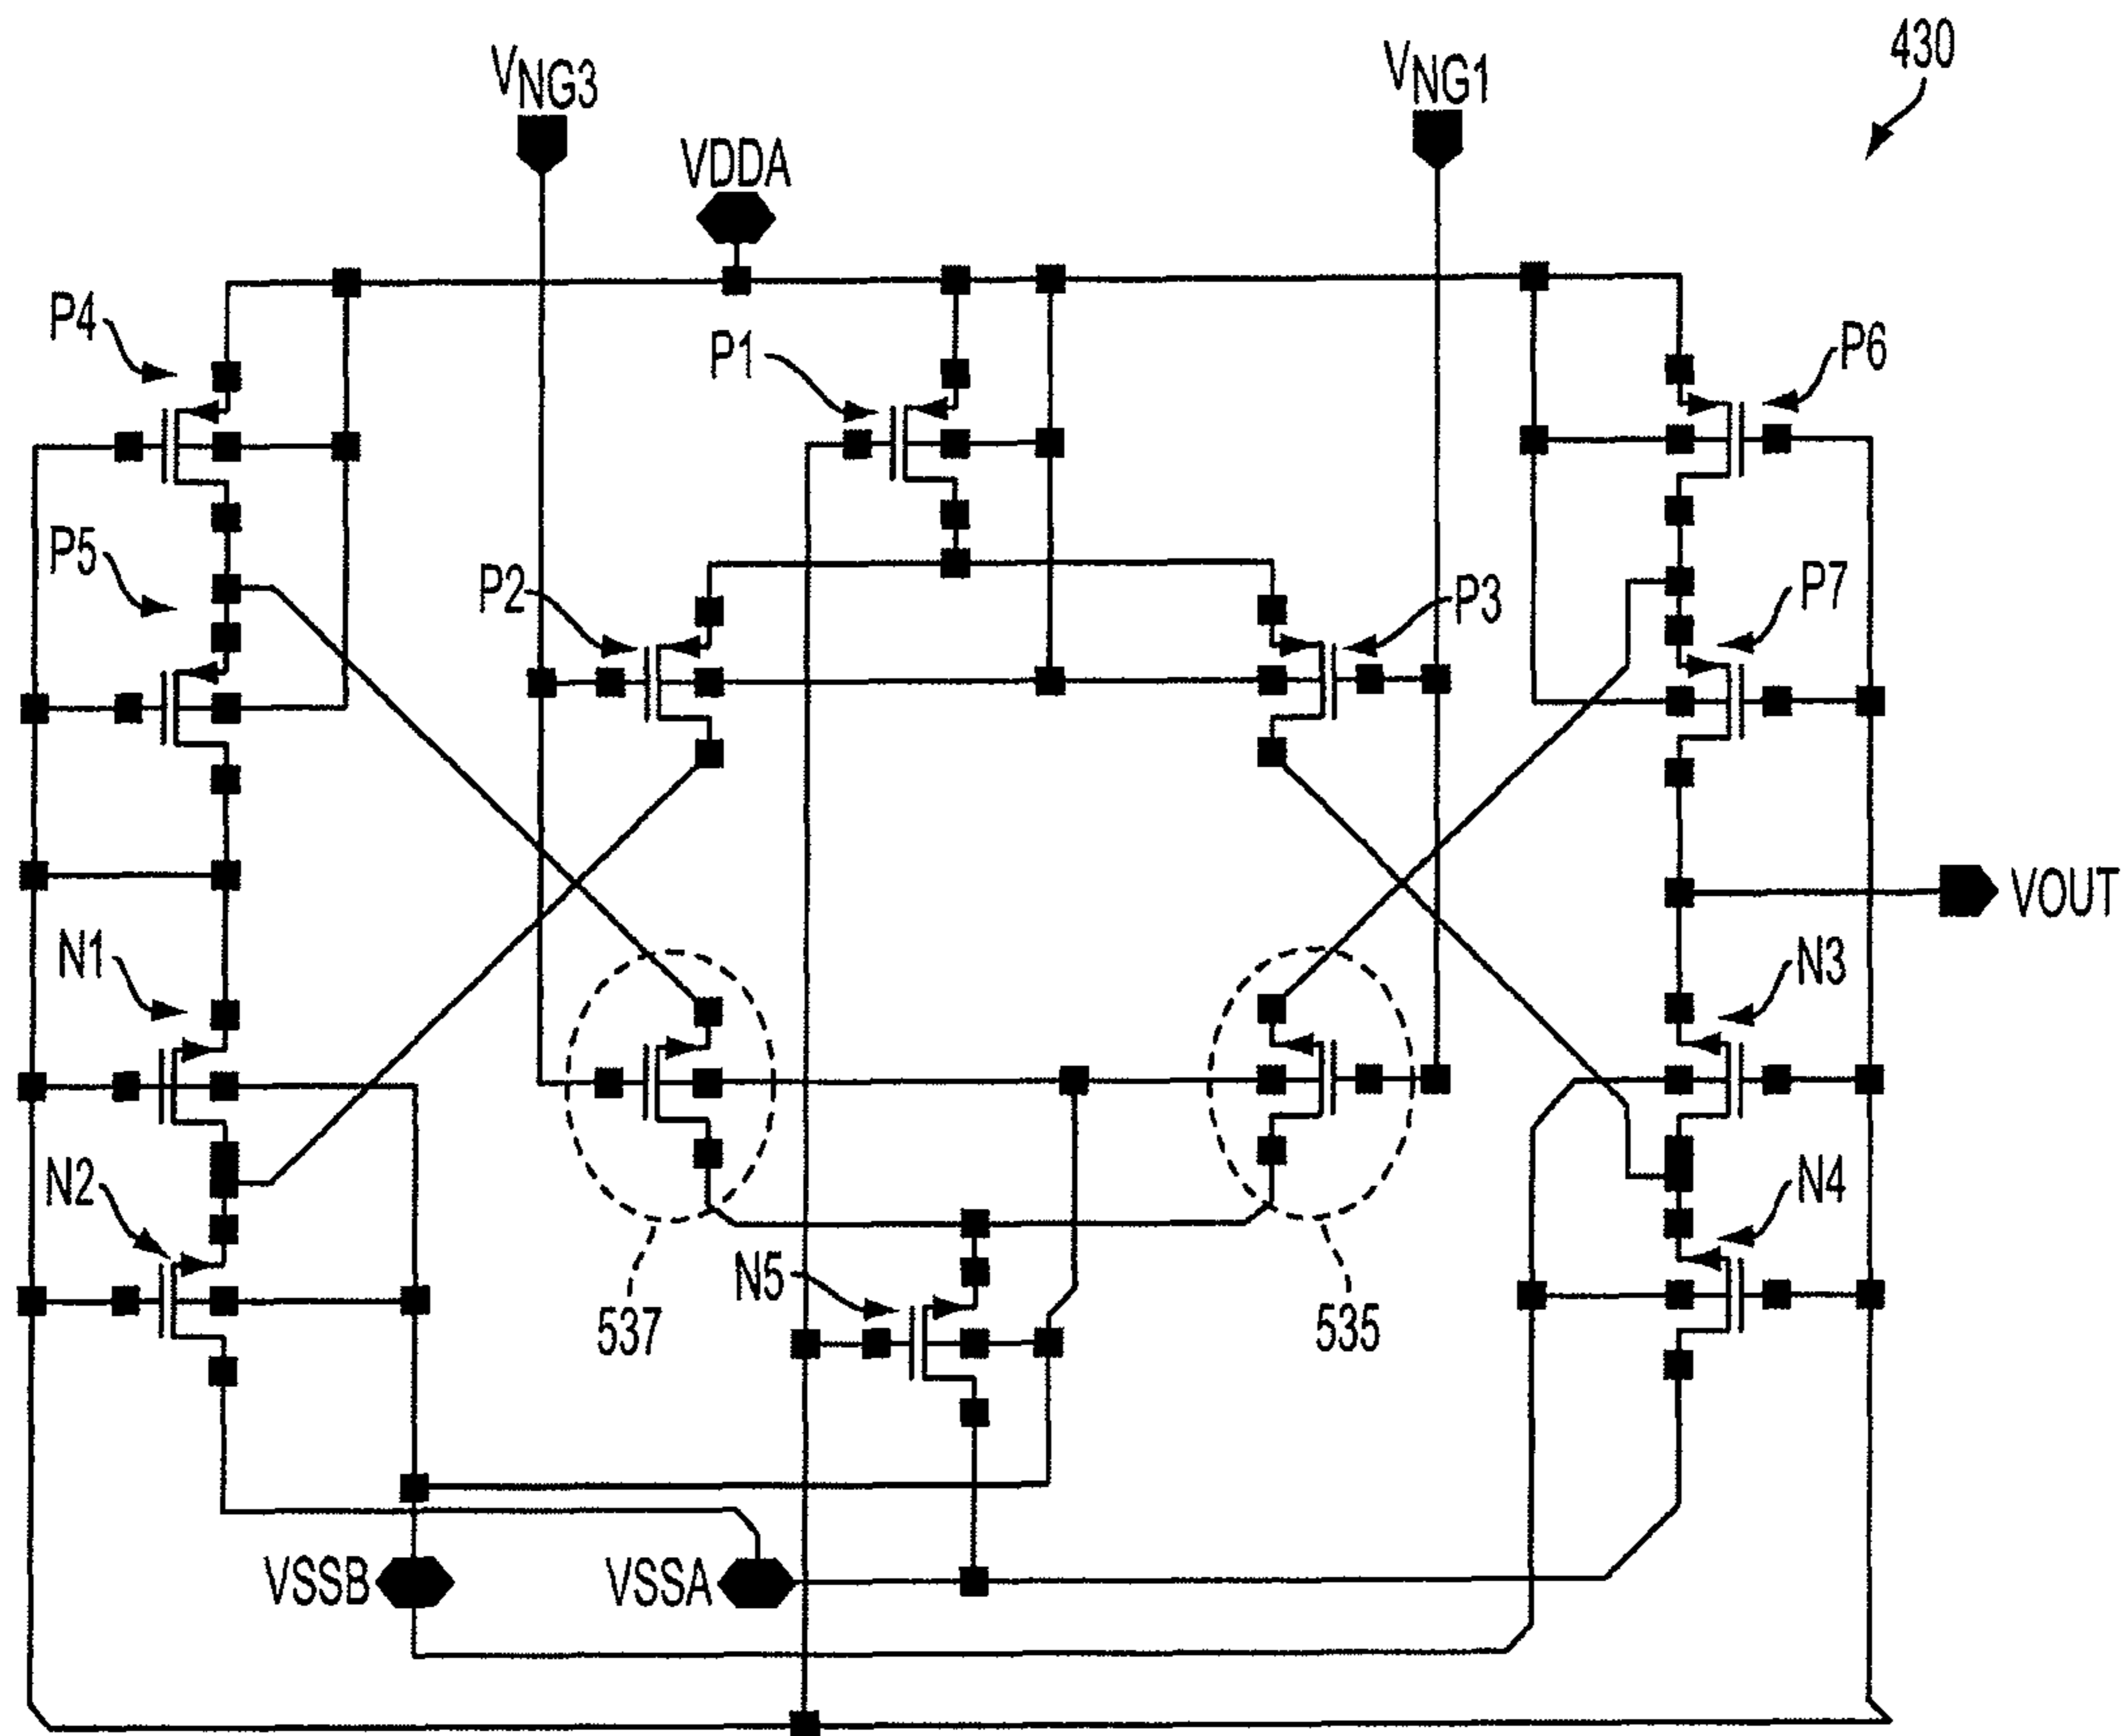 430
VNG3
VNG1
VDDA
P4
P1
P6
P5
P2
P3
P7
VOUT
N1
N3
N2
N4
N5
537
535
VSSB
VSSA